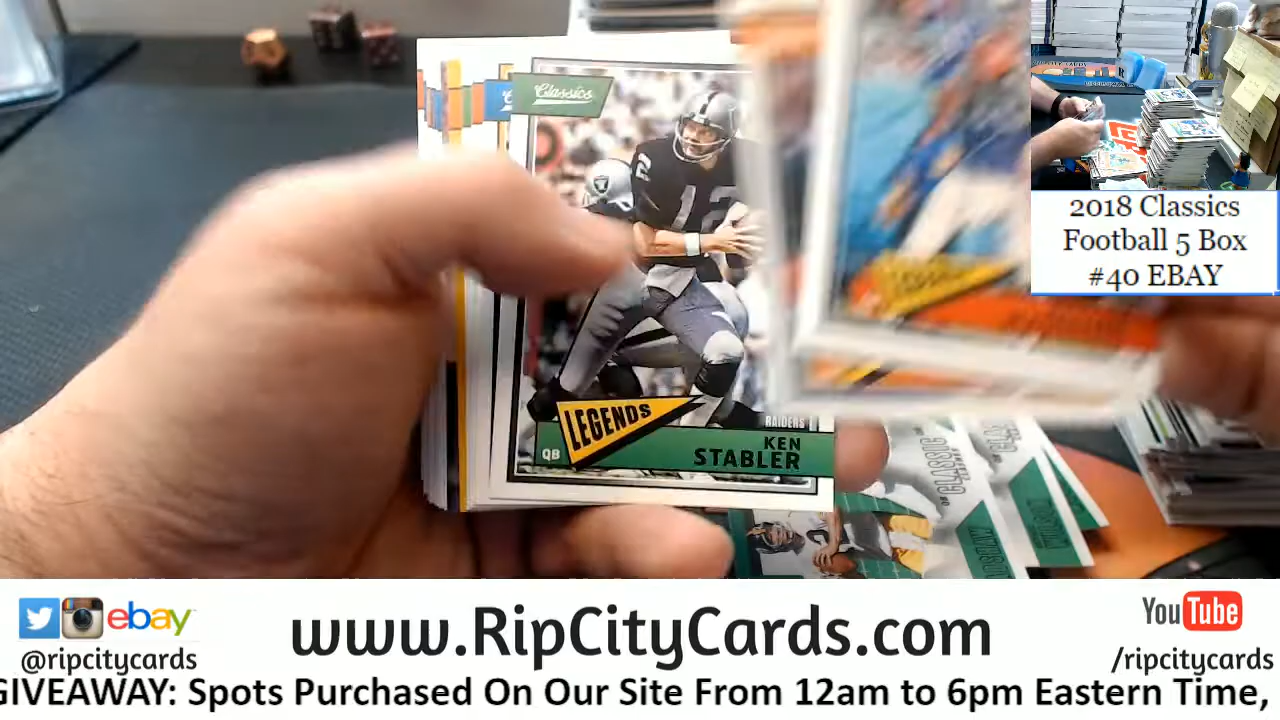 Classics
12
LEGENDS
RAIDERS
QB
KEN
STABLER
CLASSIC
2018 Classics
Football 5 Box
#40 EBAY
ebay
@ripcitycards
www.RipCityCards.com
YouTube
/ripcitycards
GIVEAWAY: Spots Purchased On Our Site From 12am to 6pm Eastern Time,